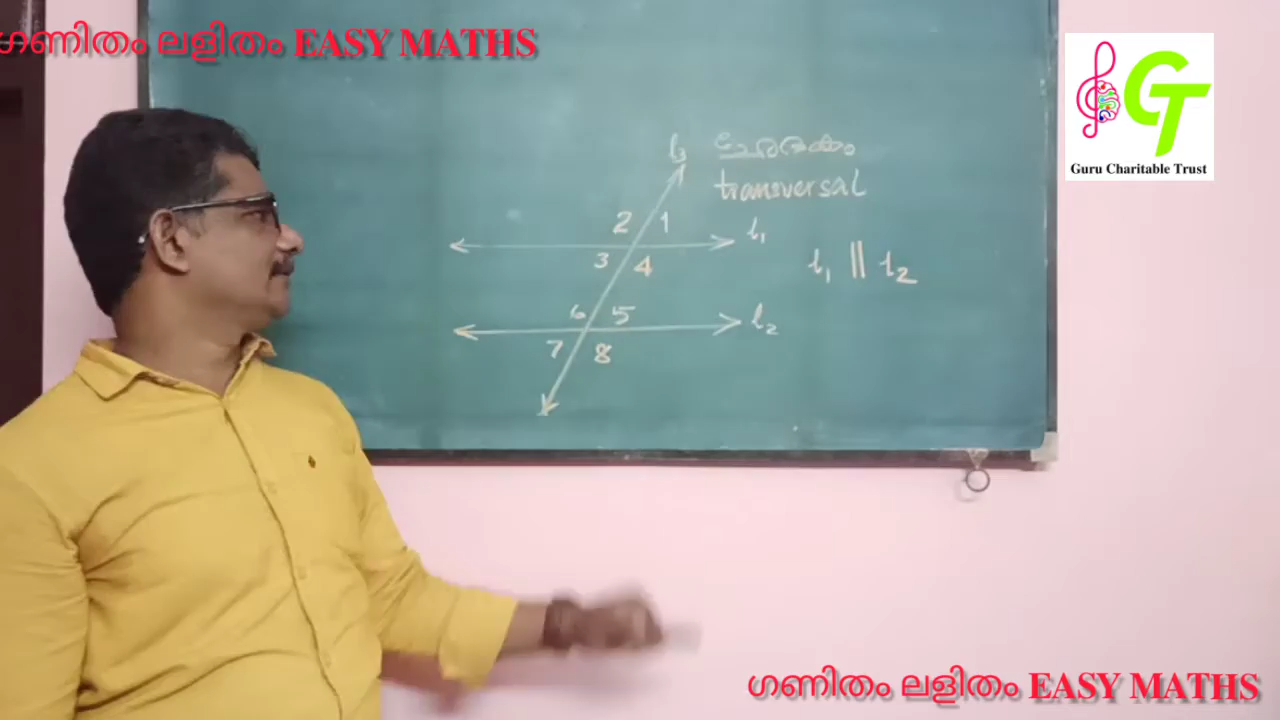 ഗണിതം ലളിതം EASY MATHS
GT
Guru Charitable Trust
l₃
transversal
2 1
l₁
3 4
l₁ || l₂
6 5
l₂
7 8
ഗണിതം ലളിതം EASY MATHS